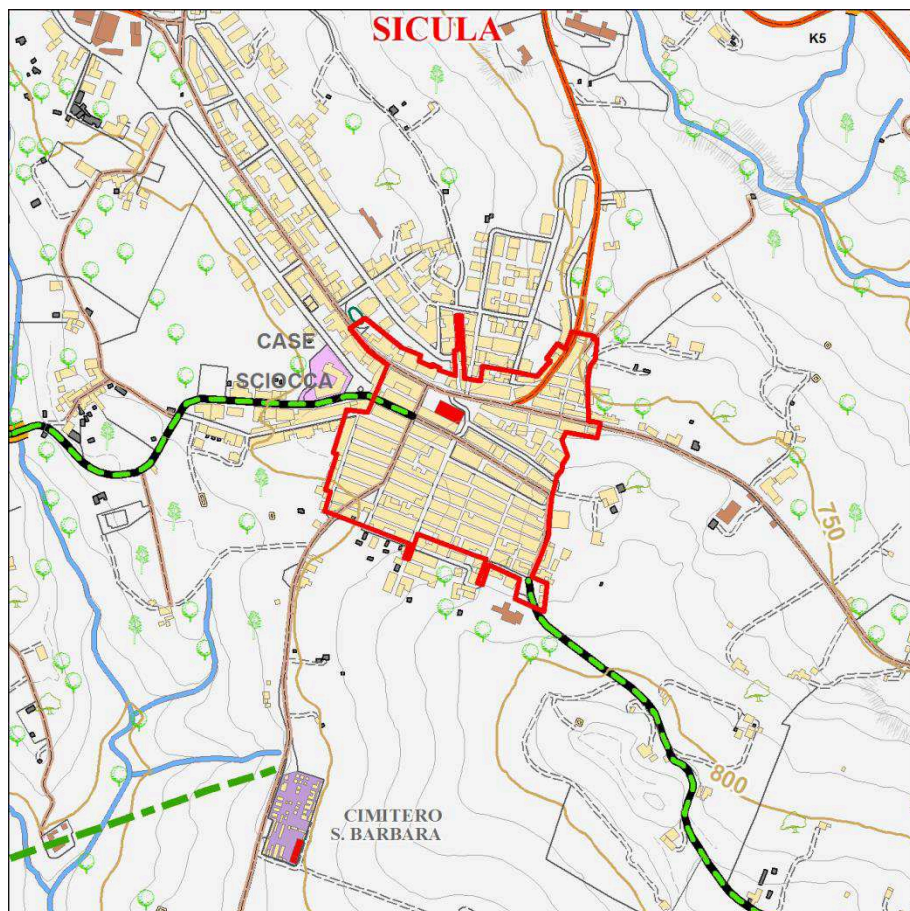 SICULA
K5
CASE
SCIOCCA
750
800
CIMITERO
S. BARBARA